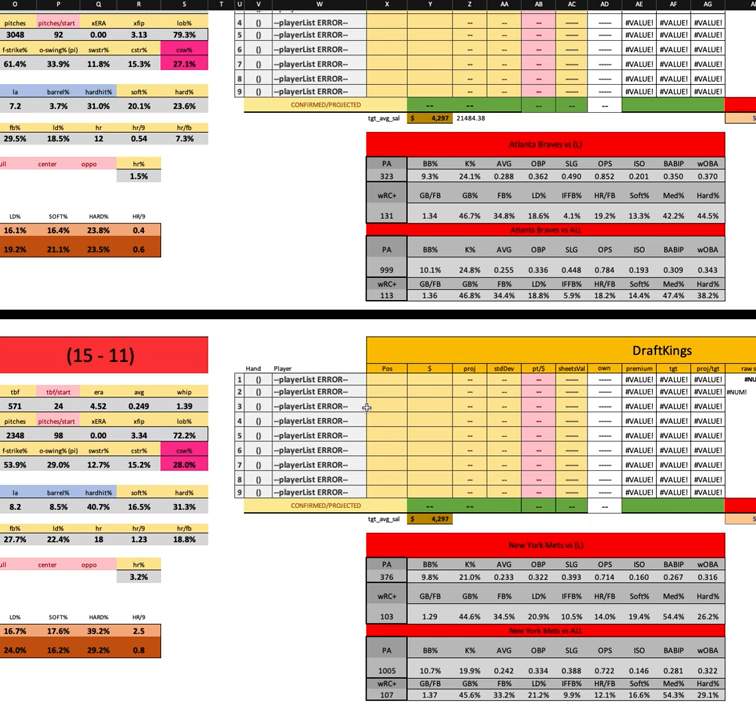 O P Q R S T U V W X Y Z AA AB AC AD AE AF AG
pitches pitches/start xERA xfip lob%
3048 92 0.00 3.13 79.3%
f-strike% o-swing% (pi) swstr% cstr% csw%
61.4% 33.9% 11.8% 15.3% 27.1%
la barrel% hardhit% soft% hard%
7.2 3.7% 31.0% 20.1% 23.6%
fb% ld% hr hr/9 hr/fb
29.5% 18.5% 12 0.54 7.3%
center oppo hr%
1.5%
LD% SOFT% HARD% HR/9
16.1% 16.4% 23.8% 0.4
19.2% 21.1% 23.5% 0.6
4 () --playerList ERROR-- -- -- -- ----- ----- #VALUE! #VALUE! #VALUE!
5 () --playerList ERROR-- -- -- -- ----- ----- #VALUE! #VALUE! #VALUE!
6 () --playerList ERROR-- -- -- -- ----- ----- #VALUE! #VALUE! #VALUE!
7 () --playerList ERROR-- -- -- -- ----- ----- #VALUE! #VALUE! #VALUE!
8 () --playerList ERROR-- -- -- -- ----- ----- #VALUE! #VALUE! #VALUE!
9 () --playerList ERROR-- -- -- -- ----- ----- #VALUE! #VALUE! #VALUE!
CONFIRMED/PROJECTED -- -- -- -- --
tgt_avg_sal $ 4,297 21484.38
Atlanta Braves vs (L)
PA BB% K% AVG OBP SLG OPS ISO BABIP wOBA
323 9.3% 24.1% 0.288 0.362 0.490 0.852 0.201 0.350 0.370
wRC+ GB/FB GB% FB% LD% IFFB% HR/FB Soft% Med% Hard%
131 1.34 46.7% 34.8% 18.6% 4.1% 19.2% 13.3% 42.2% 44.5%
Atlanta Braves vs ALL
PA BB% K% AVG OBP SLG OPS ISO BABIP wOBA
999 10.1% 24.8% 0.255 0.336 0.448 0.784 0.193 0.309 0.343
wRC+ GB/FB GB% FB% LD% IFFB% HR/FB Soft% Med% Hard%
113 1.36 46.8% 34.4% 18.8% 5.9% 18.2% 14.4% 47.4% 38.2%
(15 - 11)
tbf tbf/start era avg whip
571 24 4.52 0.249 1.39
pitches pitches/start xERA xfip lob%
2348 98 0.00 3.34 72.2%
f-strike% o-swing% (pi) swstr% cstr% csw%
53.9% 29.0% 12.7% 15.2% 28.0%
la barrel% hardhit% soft% hard%
8.2 8.5% 40.7% 16.5% 31.3%
fb% ld% hr hr/9 hr/fb
27.7% 22.4% 18 1.23 18.8%
center oppo hr%
3.2%
LD% SOFT% HARD% HR/9
16.7% 17.6% 39.2% 2.5
24.0% 16.2% 29.2% 0.8
DraftKings
Hand Player Pos $ proj stdDev pt/$ sheetsVal own premium tgt proj/tgt
1 () --playerList ERROR-- -- -- -- ----- ----- #VALUE! #VALUE! #VALUE!
2 () --playerList ERROR-- -- -- -- ----- ----- #VALUE! #VALUE! #VALUE! #NUM!
3 () --playerList ERROR-- -- -- -- ----- ----- #VALUE! #VALUE! #VALUE!
4 () --playerList ERROR-- -- -- -- ----- ----- #VALUE! #VALUE! #VALUE!
5 () --playerList ERROR-- -- -- -- ----- ----- #VALUE! #VALUE! #VALUE!
6 () --playerList ERROR-- -- -- -- ----- ----- #VALUE! #VALUE! #VALUE!
7 () --playerList ERROR-- -- -- -- ----- ----- #VALUE! #VALUE! #VALUE!
8 () --playerList ERROR-- -- -- -- ----- ----- #VALUE! #VALUE! #VALUE!
9 () --playerList ERROR-- -- -- -- ----- ----- #VALUE! #VALUE! #VALUE!
CONFIRMED/PROJECTED -- -- -- -- --
tgt_avg_sal $ 4,297
New York Mets vs (L)
PA BB% K% AVG OBP SLG OPS ISO BABIP wOBA
376 9.8% 21.0% 0.233 0.322 0.393 0.714 0.160 0.267 0.316
wRC+ GB/FB GB% FB% LD% IFFB% HR/FB Soft% Med% Hard%
103 1.29 44.6% 34.5% 20.9% 10.5% 14.0% 19.4% 54.4% 26.2%
New York Mets vs ALL
PA BB% K% AVG OBP SLG OPS ISO BABIP wOBA
1005 10.7% 19.9% 0.242 0.334 0.388 0.722 0.146 0.281 0.322
wRC+ GB/FB GB% FB% LD% IFFB% HR/FB Soft% Med% Hard%
107 1.37 45.6% 33.2% 21.2% 9.9% 12.1% 16.6% 54.3% 29.1%